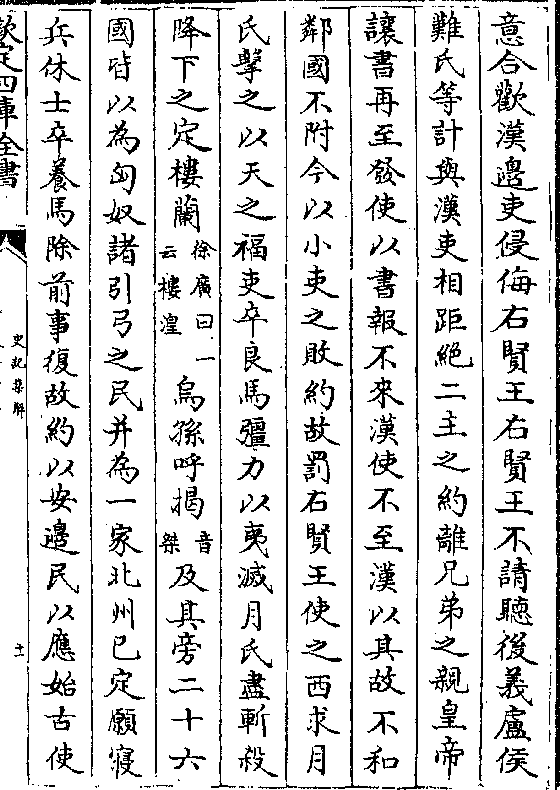 意合歡漢邊吏侵侮右賢王右賢王不請聽後義盧侯
難氏等計與漢吏相距絕二主之約離兄弟之親皇帝
讓書再至發使以書報不來漢使不至漢以其故不和
鄰國不附今以小吏之敗約故罰右賢王使之西求月
氏擊之以天之福吏卒良馬彊力以夷滅月氏盡斬殺
降下之定樓蘭徐廣曰一云樓湟烏孫呼揭音桀及其旁二十六
國皆以為匈奴諸引弓之民并為一家北州已定願寢
兵休士卒養馬除前事復故約以安邊民以應始古使
欽定四庫全書
史記集解
十一